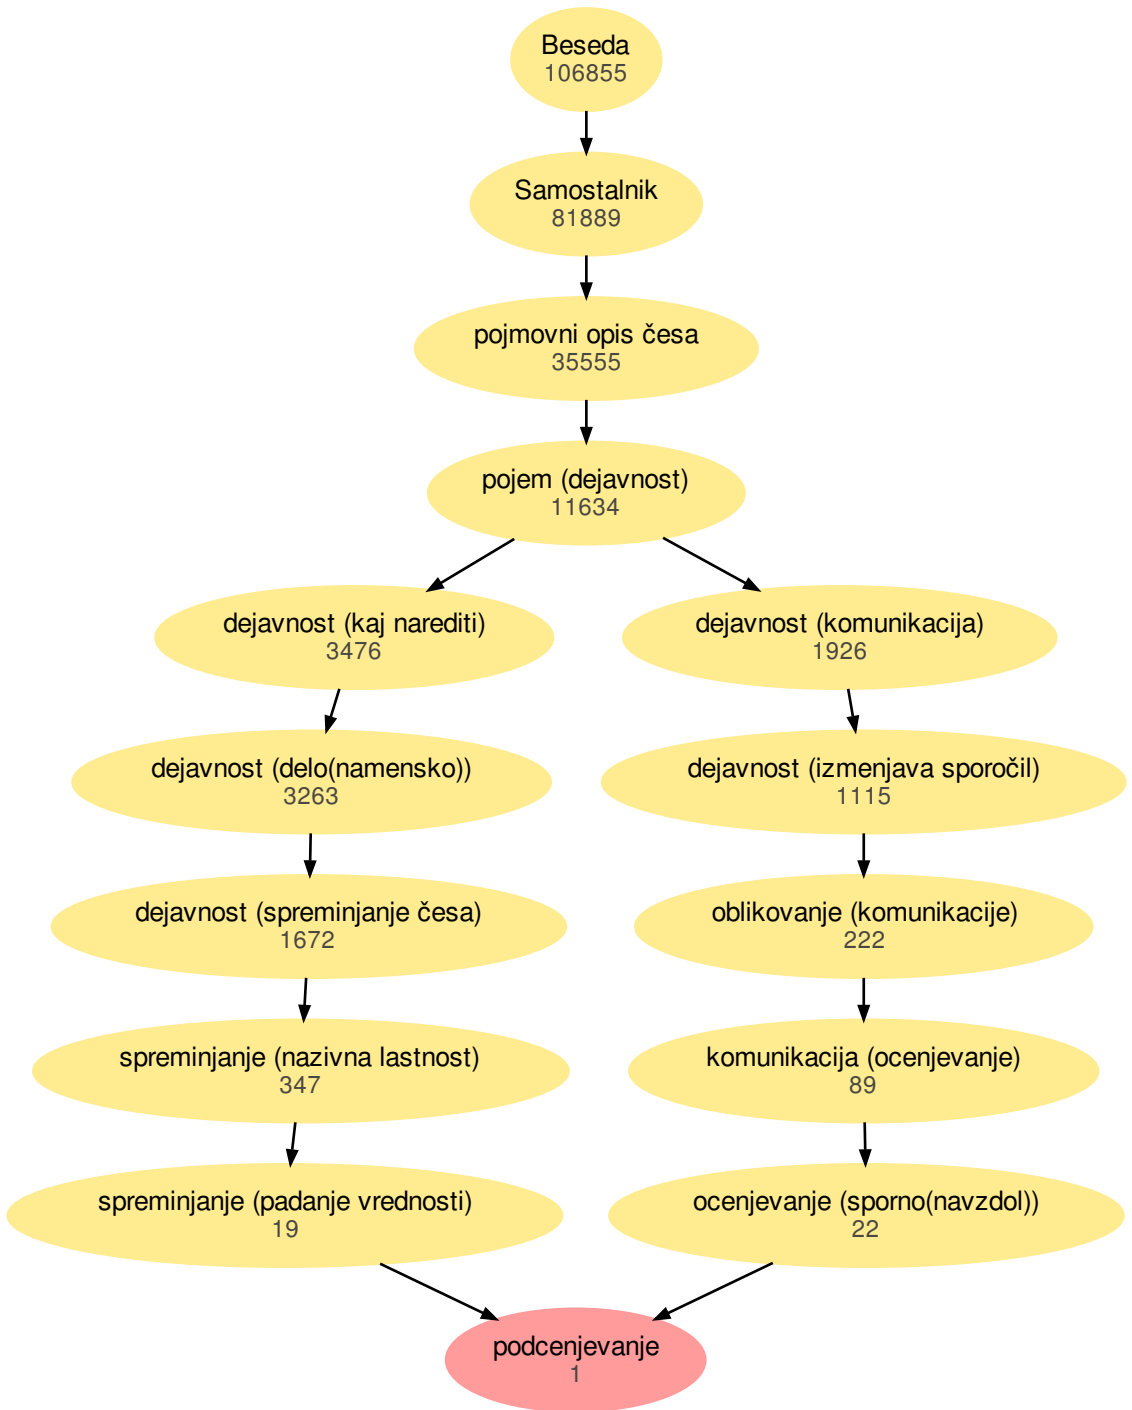 Beseda
106855
Samostalnik
81889
pojmovni opis česa
35555
pojem (dejavnost)
11634
dejavnost (kaj narediti)
3476
dejavnost (komunikacija)
1926
dejavnost (delo(namensko))
3263
dejavnost (izmenjava sporočil)
1115
dejavnost (spreminjanje česa)
1672
oblikovanje (komunikacije)
222
spreminjanje (nazivna lastnost)
347
komunikacija (ocenjevanje)
89
spreminjanje (padanje vrednosti)
19
ocenjevanje (sporno(navzdol))
22
podcenjevanje
1